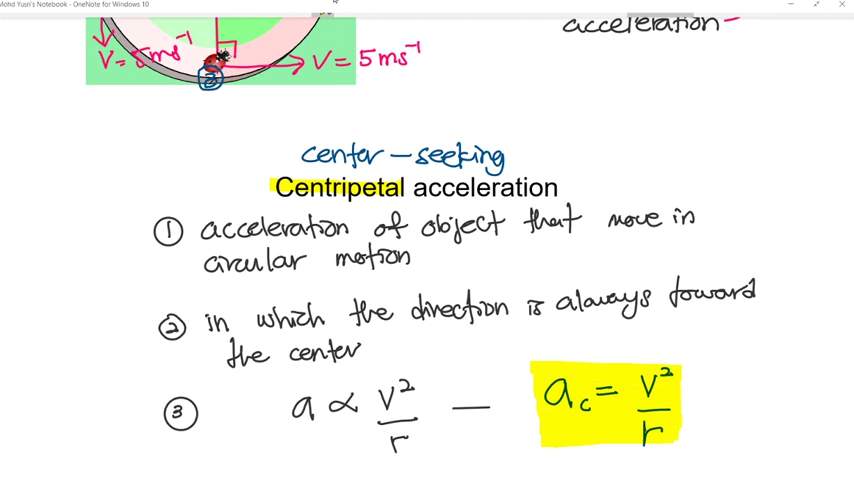 Mohd Yusri's Notebook - OneNote for Windows 10
acceleration
V = 5ms⁻¹
V = 5ms⁻¹
2
center - seeking
Centripetal acceleration
① acceleration of object that move in
circular motion
② in which the direction is always toward
the center
③ a ∝ v²/r — a_c = v²/r